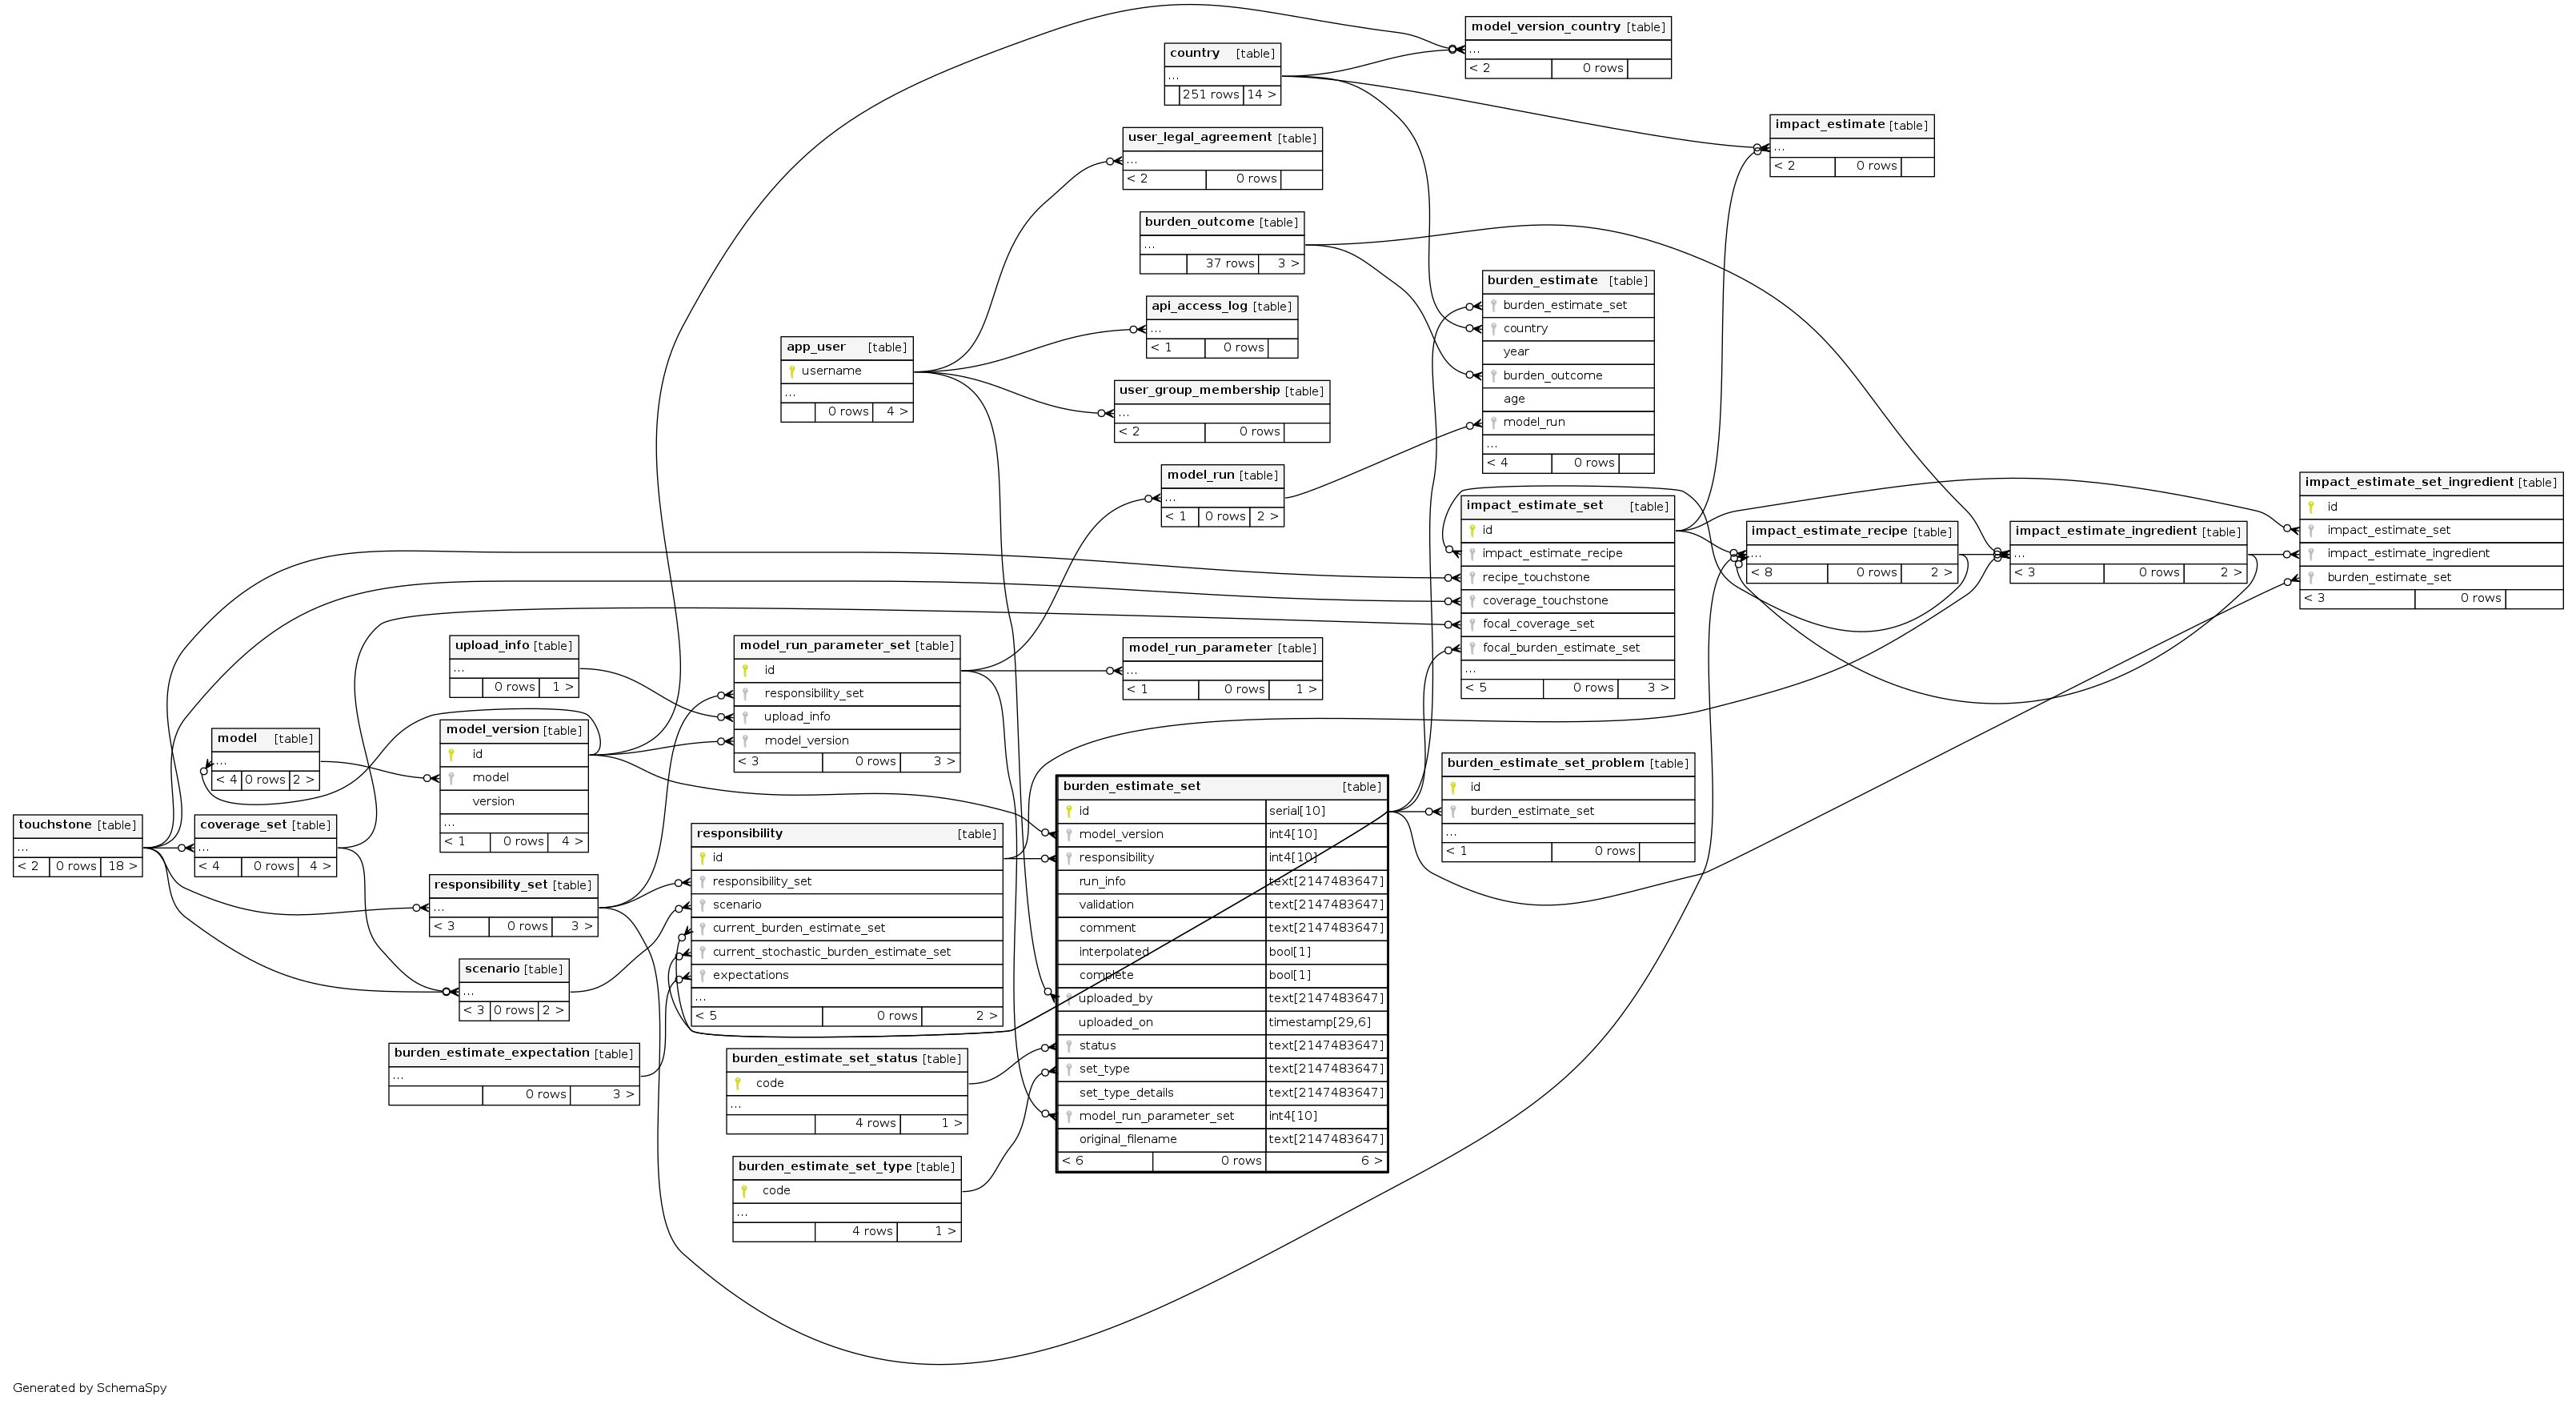 model_version_country [table]
...
< 2 0 rows
country [table]
...
251 rows 14 >
impact_estimate [table]
...
< 2 0 rows
user_legal_agreement [table]
...
< 2 0 rows
burden_outcome [table]
...
37 rows 3 >
burden_estimate [table]
burden_estimate_set
country
year
burden_outcome
age
model_run
...
< 4 0 rows
api_access_log [table]
...
< 1 0 rows
app_user [table]
username
...
0 rows 4 >
user_group_membership [table]
...
< 2 0 rows
model_run [table]
...
< 1 0 rows 2 >
impact_estimate_set [table]
id
impact_estimate_recipe
recipe_touchstone
coverage_touchstone
focal_coverage_set
focal_burden_estimate_set
...
< 5 0 rows 3 >
impact_estimate_recipe [table]
...
< 8 0 rows 2 >
impact_estimate_ingredient [table]
...
< 3 0 rows 2 >
impact_estimate_set_ingredient [table]
id
impact_estimate_set
impact_estimate_ingredient
burden_estimate_set
< 3 0 rows
upload_info [table]
...
0 rows 1 >
model_run_parameter_set [table]
id
responsibility_set
upload_info
model_version
< 3 0 rows 3 >
model_run_parameter [table]
...
< 1 0 rows 1 >
model [table]
...
< 4 0 rows 2 >
model_version [table]
id
model
version
...
< 1 0 rows 4 >
touchstone [table]
...
< 2 0 rows 18 >
coverage_set [table]
...
< 4 0 rows 4 >
responsibility_set [table]
...
< 3 0 rows 3 >
scenario [table]
...
< 3 0 rows 2 >
responsibility [table]
id
responsibility_set
scenario
current_burden_estimate_set
current_stochastic_burden_estimate_set
expectations
...
< 5 0 rows 2 >
burden_estimate_set [table]
id serial[10]
model_version int4[10]
responsibility int4[10]
run_info text[2147483647]
validation text[2147483647]
comment text[2147483647]
interpolated bool[1]
complete bool[1]
uploaded_by text[2147483647]
uploaded_on timestamp[29,6]
status text[2147483647]
set_type text[2147483647]
set_type_details text[2147483647]
model_run_parameter_set int4[10]
original_filename text[2147483647]
< 6 0 rows 6 >
burden_estimate_set_problem [table]
id
burden_estimate_set
...
< 1 0 rows
burden_estimate_expectation [table]
...
0 rows 3 >
burden_estimate_set_status [table]
code
...
4 rows 1 >
burden_estimate_set_type [table]
code
...
4 rows 1 >
Generated by SchemaSpy